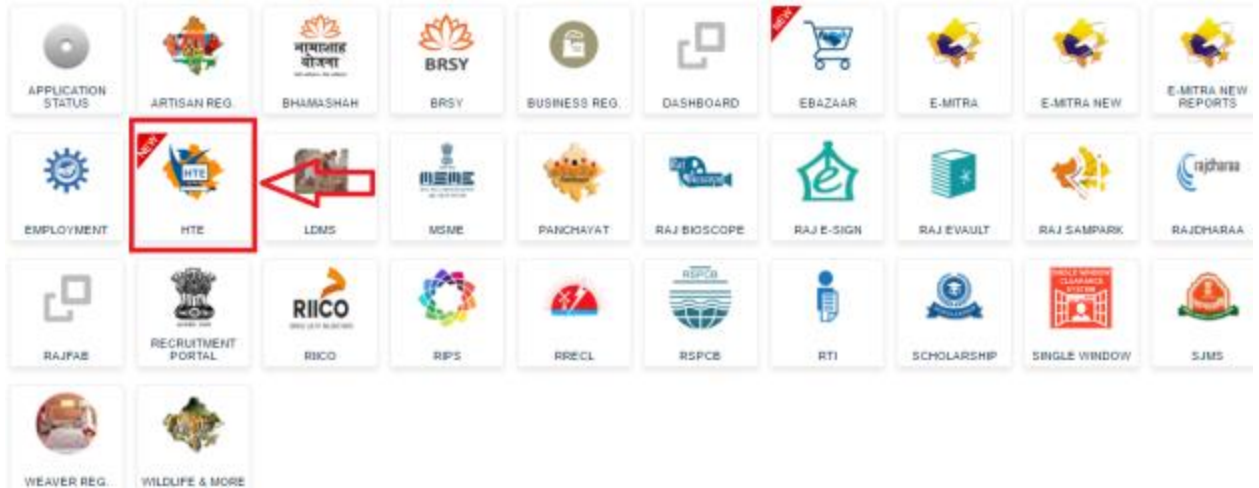 NEW
APPLICATION
STATUS
ARTISAN REG.
नामाशाह
योजना
BHAMASHAH
BRSY
BRSY
BUSINESS REG.
DASHBOARD
EBAZAAR
E-MITRA
E-MITRA NEW
E-MITRA NEW
REPORTS
NEW
HTE
rajdharaa
EMPLOYMENT
HTE
LDMS
MSME
PANCHAYAT
RAJ BIOSCOPE
RAJ E-SIGN
RAJ EVAULT
RAJ SAMPARK
RAJDHARAA
RIICO
RSPCB
SINGLE WINDOW
CLEARANCE
SYSTEM
RAJFAB
RECRUITMENT
PORTAL
RIICO
RIPS
RRECL
RSPCB
RTI
SCHOLARSHIP
SINGLE WINDOW
SJMS
WEAVER REG.
WILDLIFE & MORE